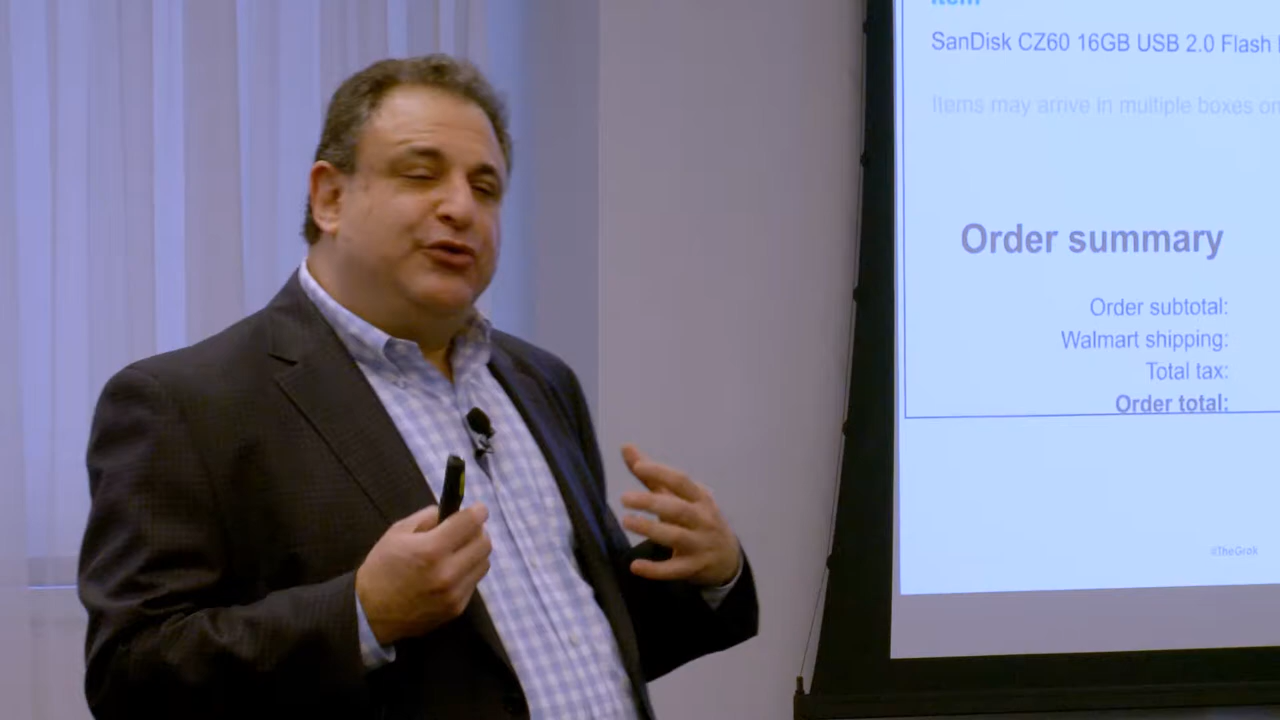 Item
SanDisk CZ60 16GB USB 2.0 Flash
Items may arrive in multiple boxes on
Order summary
Order subtotal:
Walmart shipping:
Total tax:
Order total:
@TheGrok